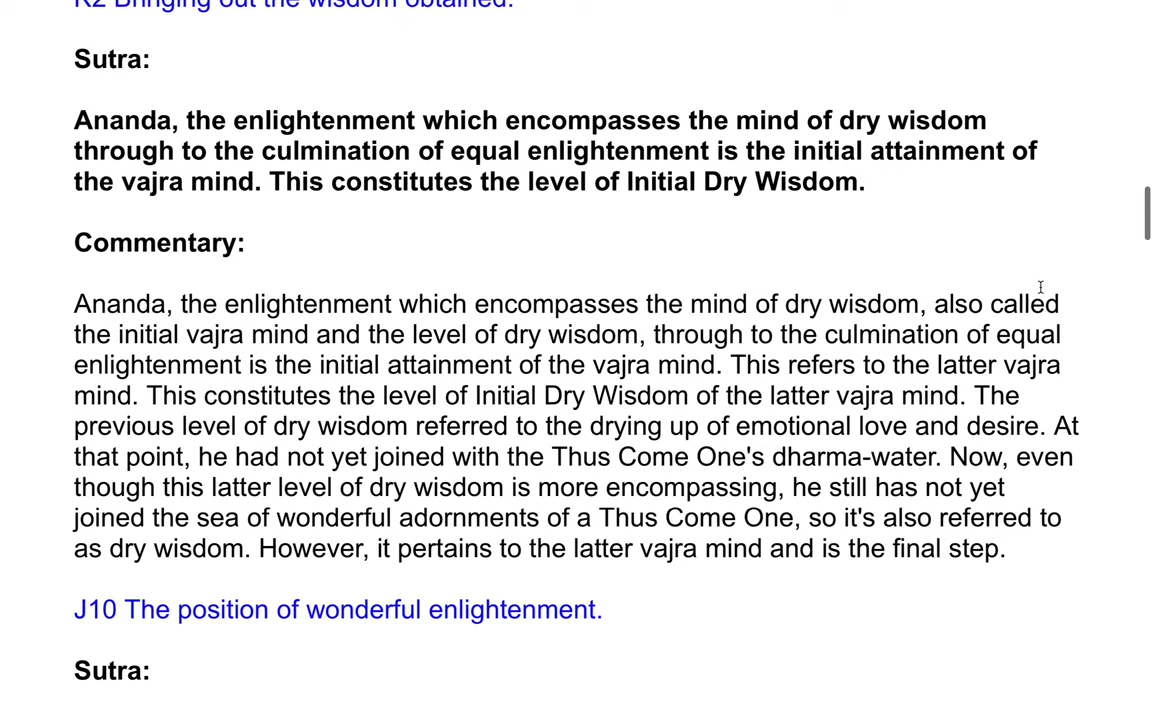 K2 Bringing out the wisdom obtained.
Sutra:
Ananda, the enlightenment which encompasses the mind of dry wisdom
through to the culmination of equal enlightenment is the initial attainment of
the vajra mind. This constitutes the level of Initial Dry Wisdom.
Commentary:
Ananda, the enlightenment which encompasses the mind of dry wisdom, also called
the initial vajra mind and the level of dry wisdom, through to the culmination of equal
enlightenment is the initial attainment of the vajra mind. This refers to the latter vajra
mind. This constitutes the level of Initial Dry Wisdom of the latter vajra mind. The
previous level of dry wisdom referred to the drying up of emotional love and desire. At
that point, he had not yet joined with the Thus Come One's dharma-water. Now, even
though this latter level of dry wisdom is more encompassing, he still has not yet
joined the sea of wonderful adornments of a Thus Come One, so it's also referred to
as dry wisdom. However, it pertains to the latter vajra mind and is the final step.
J10 The position of wonderful enlightenment.
Sutra: